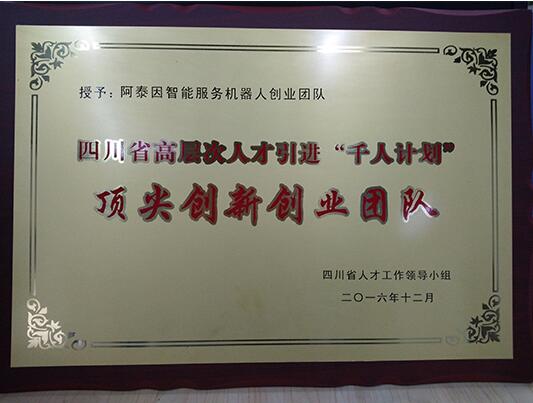 授予：阿泰因智能服务机器人创业团队
四川省高层次人才引进“千人计划”
顶尖创新创业团队
四川省人才工作领导小组
二〇一六年十二月